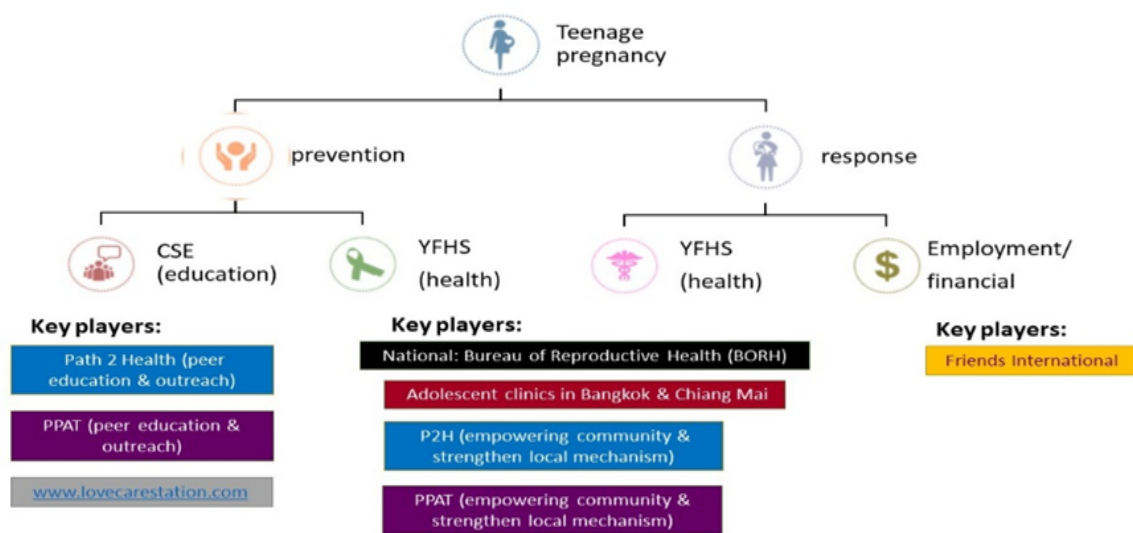 Teenage
pregnancy
prevention
response
CSE
(education)
YFHS
(health)
YFHS
(health)
Employment/
financial
Key players:
Path 2 Health (peer
education & outreach)
PPAT (peer education &
outreach)
www.lovecarestation.com
Key players:
National: Bureau of Reproductive Health (BORH)
Adolescent clinics in Bangkok & Chiang Mai
P2H (empowering community &
strengthen local mechanism)
PPAT (empowering community &
strengthen local mechanism)
Key players:
Friends International